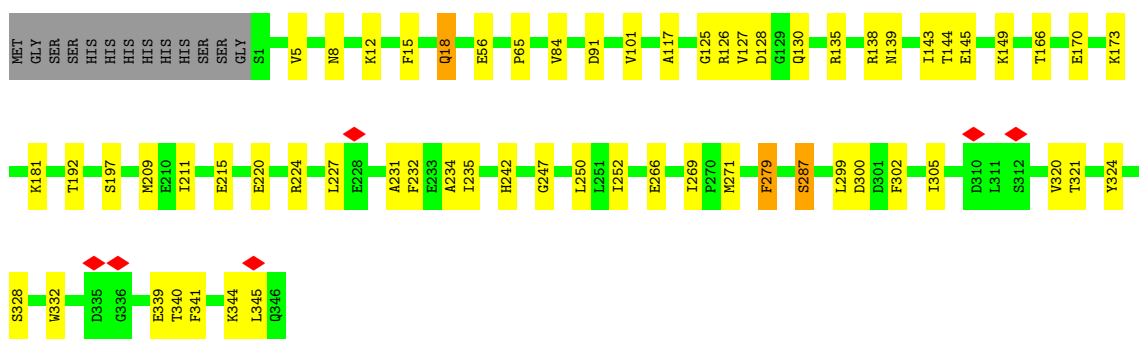 MET GLY SER SER HIS HIS HIS HIS HIS HIS SER SER GLY S1 V5 N8 K12 F15 Q18 E56 P65 V84 D91 V101 A117 G125 R126 V127 D128 G129 Q130 R135 R138 N139 I143 T144 E145 K149 T166 E170 K173
K181 T192 S197 M209 E210 I211 E215 E220 R224 L227 E228 A231 F232 E233 A234 I235 H242 G247 L250 L251 I252 E266 I269 P270 M271 F279 S287 L299 D300 D301 F302 I305 D310 L311 S312 V320 T321 Y324
S328 W332 D335 G336 E339 T340 F341 K344 L345 Q346